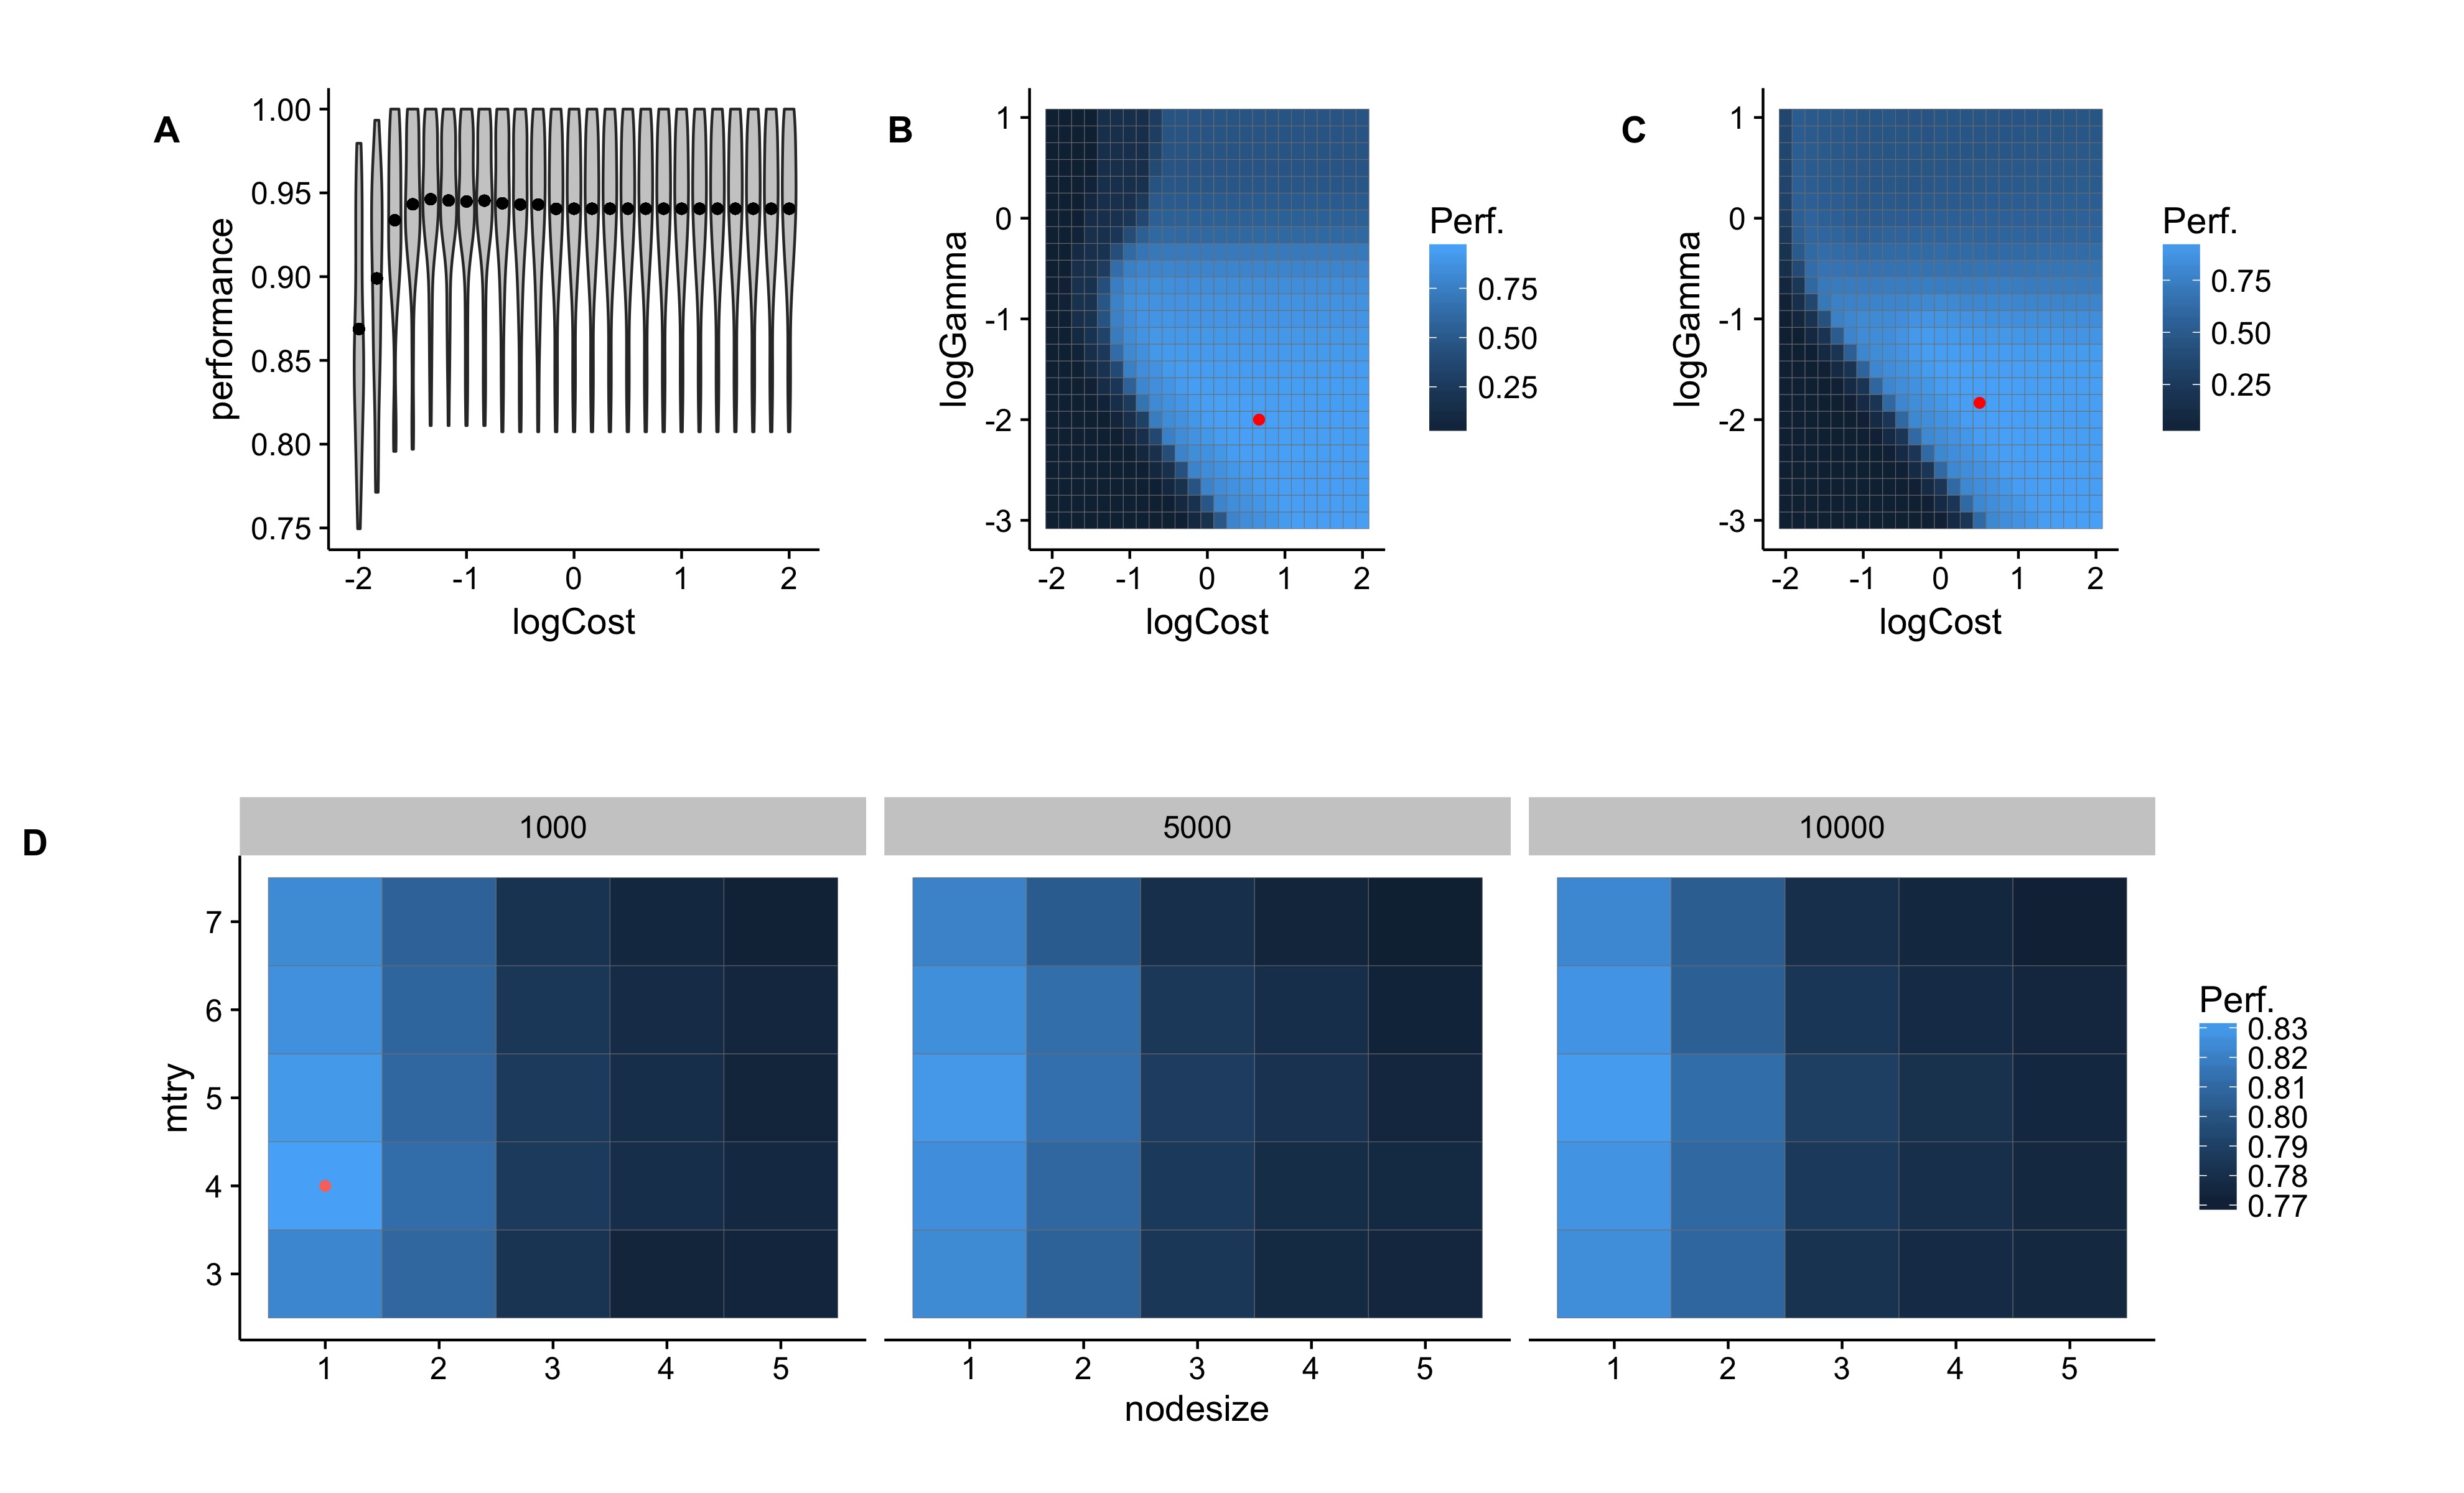 A
1.00
0.95
0.90
0.85
0.80
0.75
performance
-2 -1 0 1 2
logCost
B
1
0
-1
-2
-3
logGamma
-2 -1 0 1 2
logCost
Perf.
0.75
0.50
0.25
C
1
0
-1
-2
-3
logGamma
-2 -1 0 1 2
logCost
Perf.
0.75
0.50
0.25
D
1000 5000 10000
7
6
5
4
3
mtry
1 2 3 4 5 1 2 3 4 5 1 2 3 4 5
nodesize
Perf.
0.83
0.82
0.81
0.80
0.79
0.78
0.77